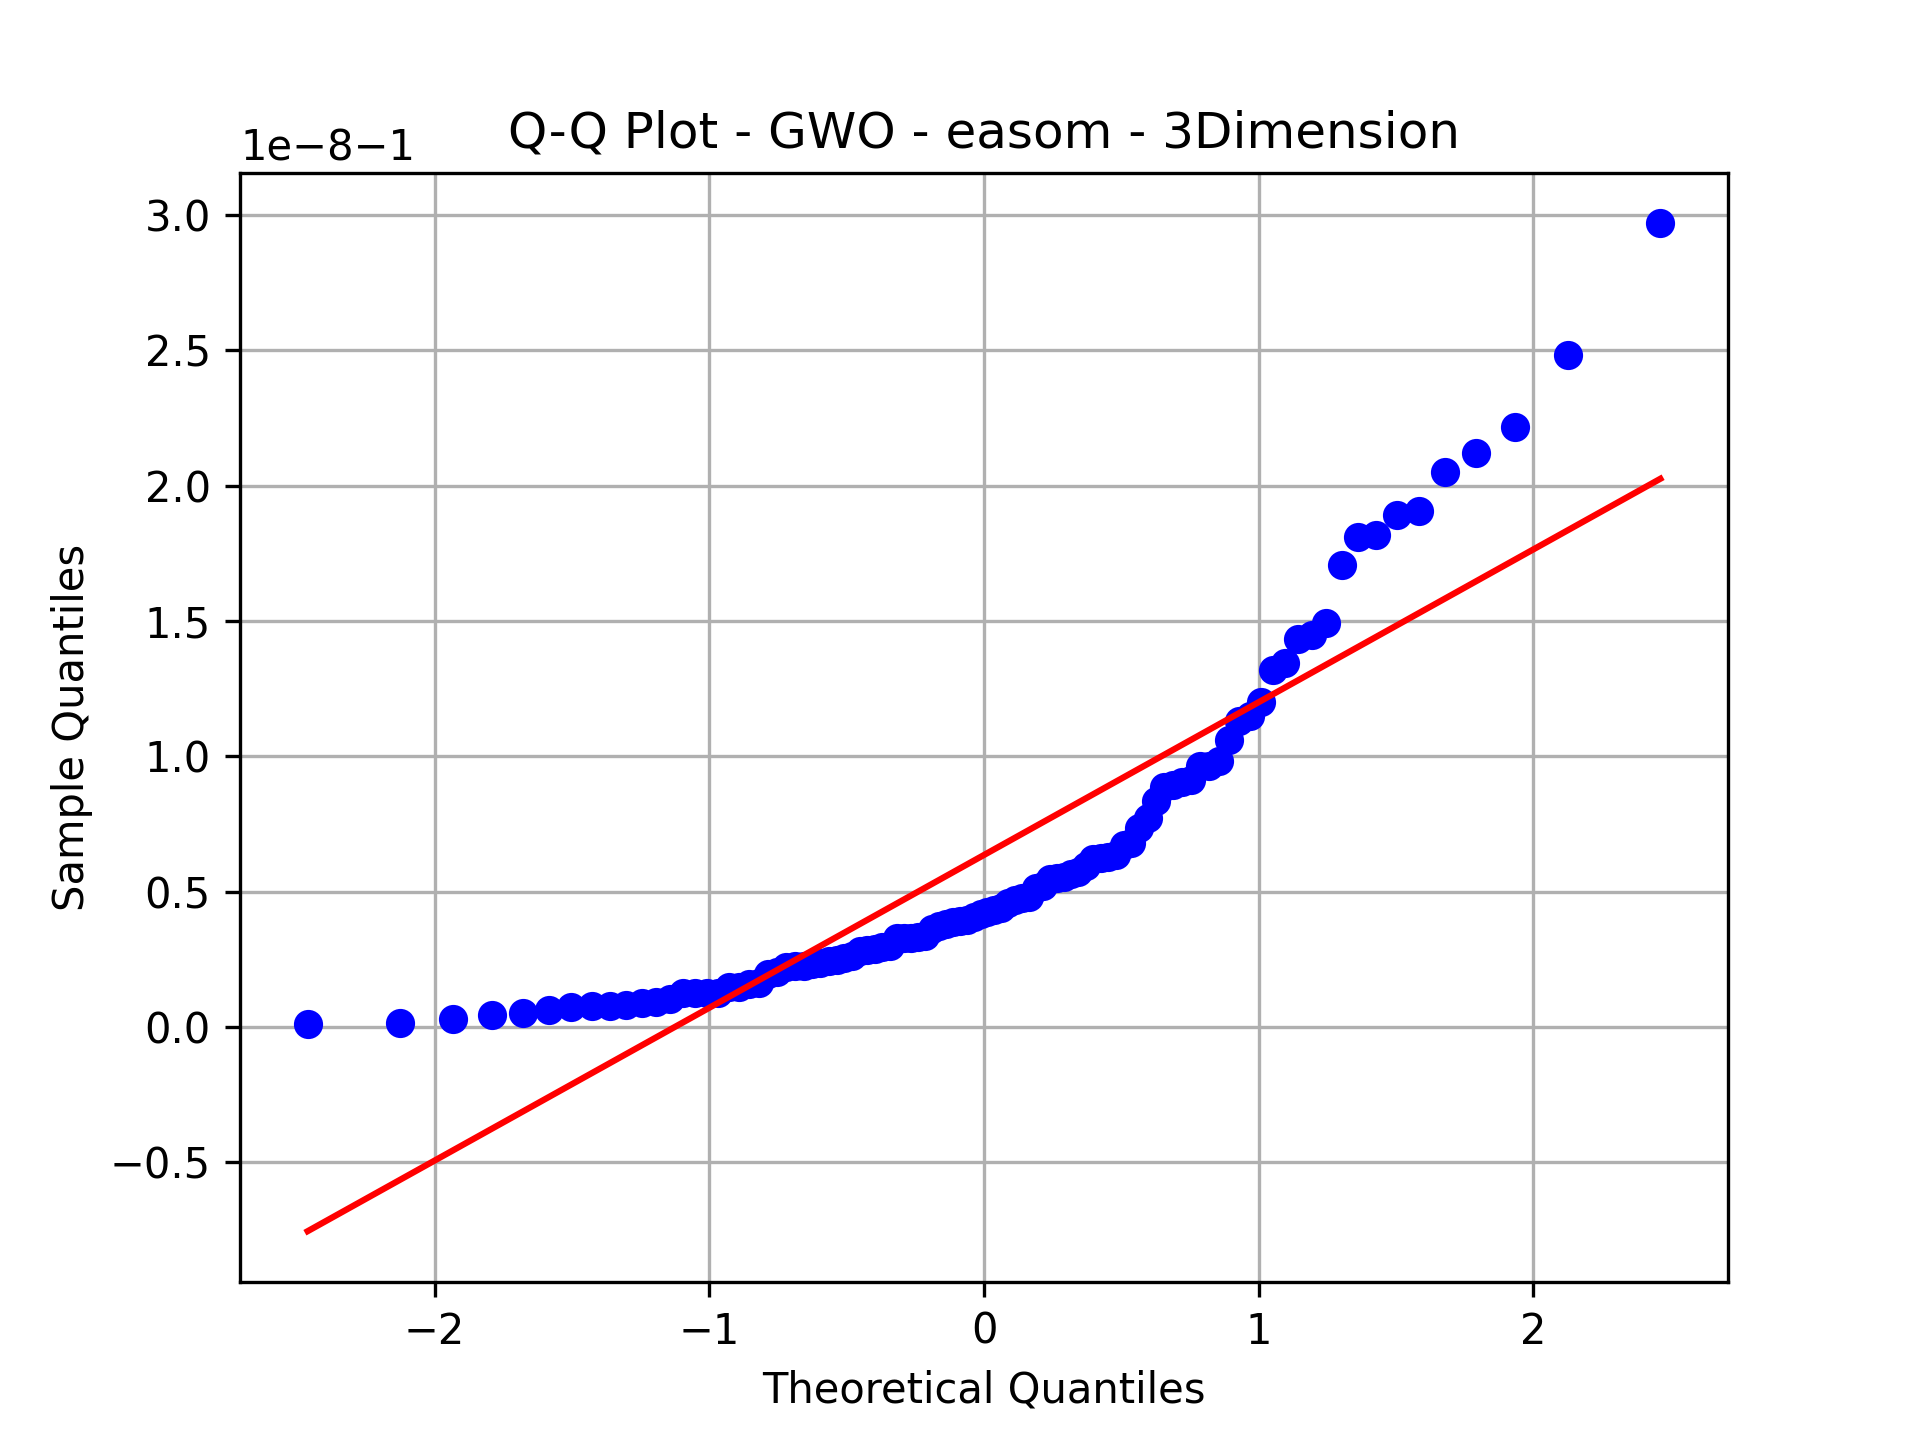 Q-Q Plot - GWO - easom - 3Dimension
1e−8−1
3.0
2.5
2.0
1.5
1.0
0.5
0.0
−0.5
Sample Quantiles
−2 −1 0 1 2
Theoretical Quantiles